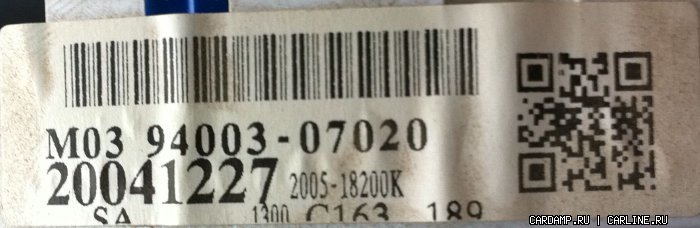 M03 94003-07020
20041227 2005-18200K
SA 1300 C163 189
CARDAMP.RU | CARLINE.RU